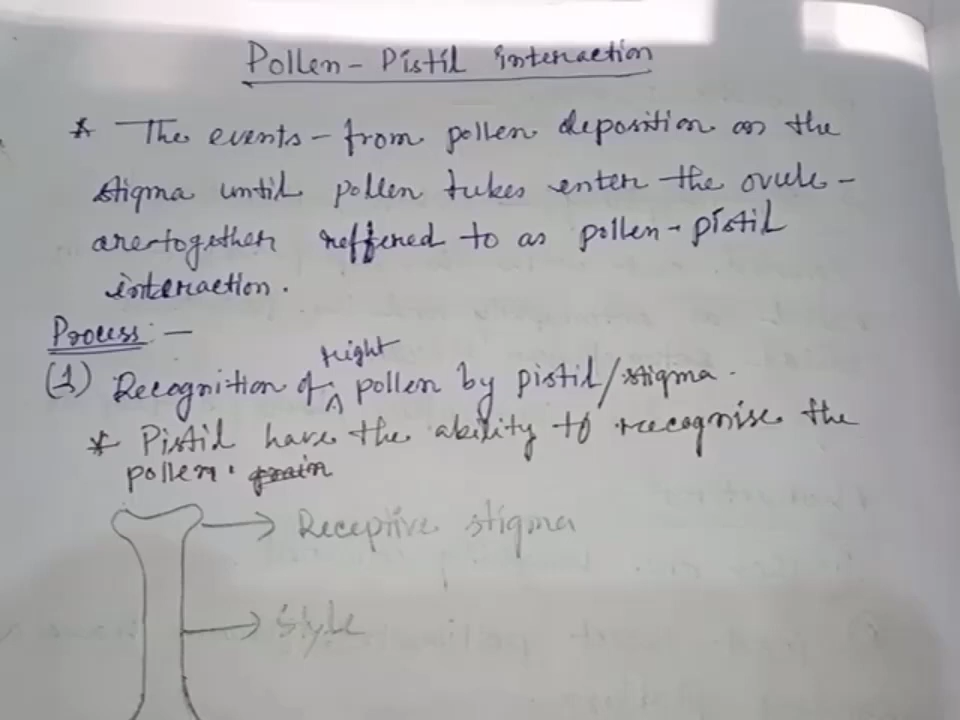 Pollen - Pistil interaction
* The events - from pollen deposition on the
stigma until pollen tubes enter the ovule -
are together reffered to as pollen - pistil
interaction.
Process : -
right
(1) Recognition of ^ pollen by pistil/stigma.
* Pistil have the ability to recognise the
pollen. grain
→ Receptive stigma
→ Style